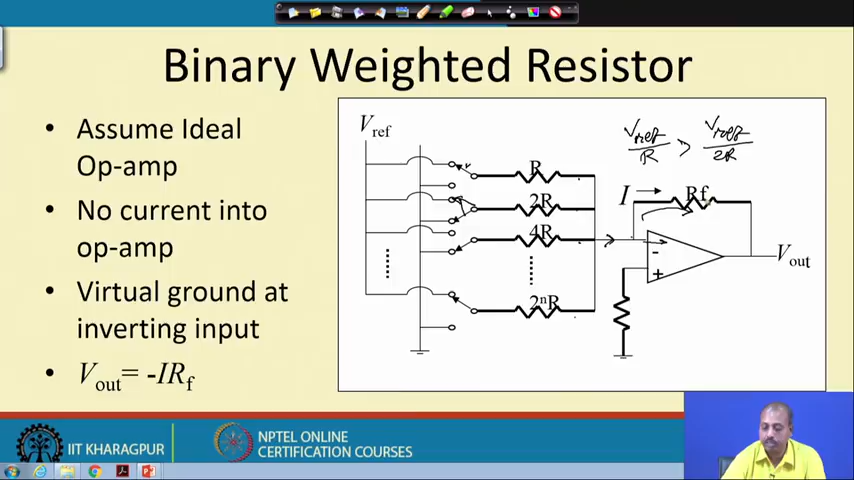 Binary Weighted Resistor
• Assume Ideal
Op-amp
• No current into
op-amp
• Virtual ground at
inverting input
• Vout= -IRf
Vref
R
2R
4R
2ⁿR
Vref/R > Vref/2R
I
Rf
-
+
Vout
IIT KHARAGPUR
NPTEL ONLINE
CERTIFICATION COURSES